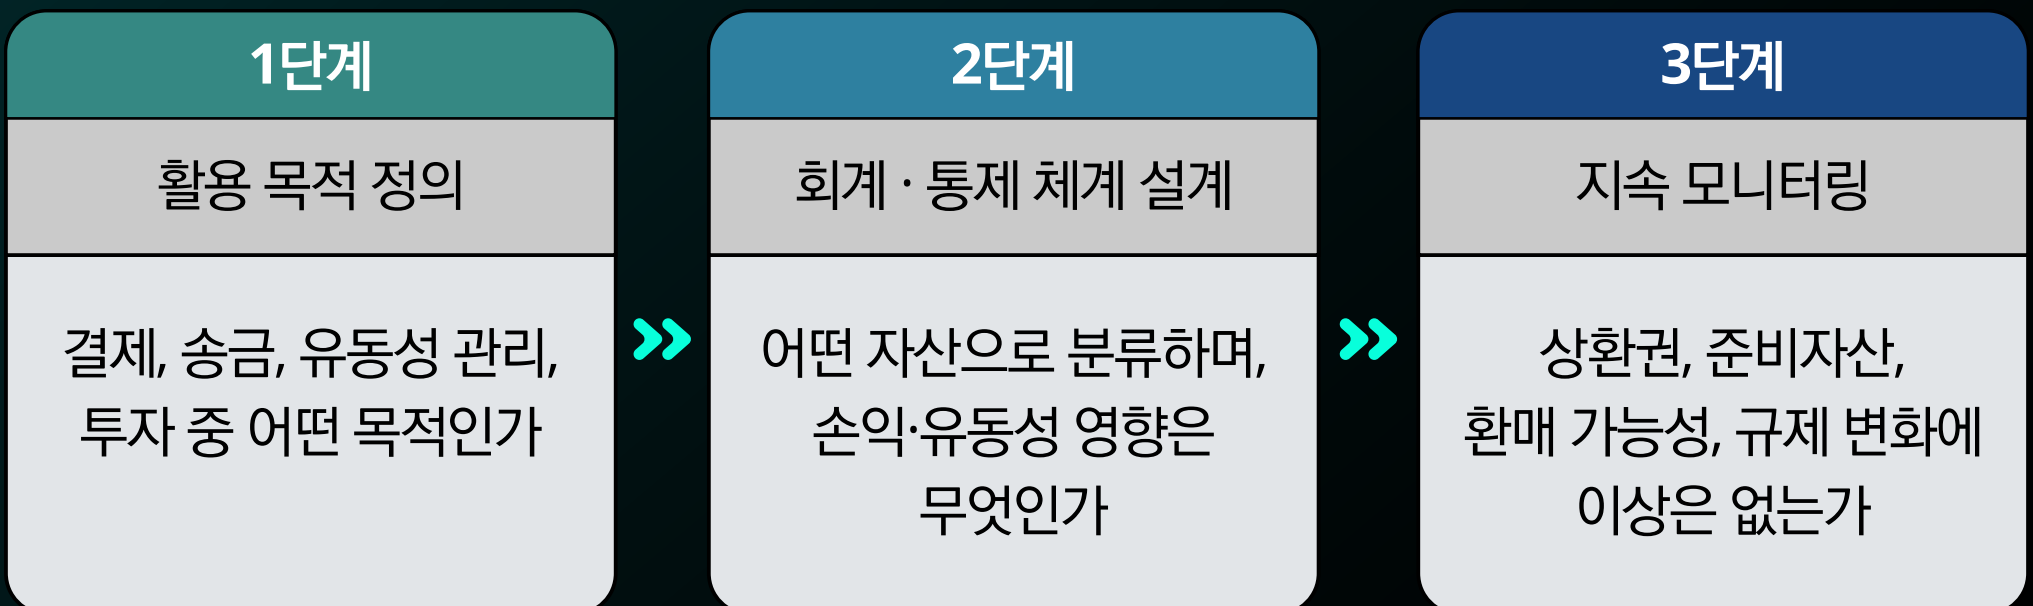 1단계
활용 목적 정의
결제, 송금, 유동성 관리,
투자 중 어떤 목적인가
2단계
회계 · 통제 체계 설계
어떤 자산으로 분류하며,
손익·유동성 영향은
무엇인가
3단계
지속 모니터링
상환권, 준비자산,
환매 가능성, 규제 변화에
이상은 없는가